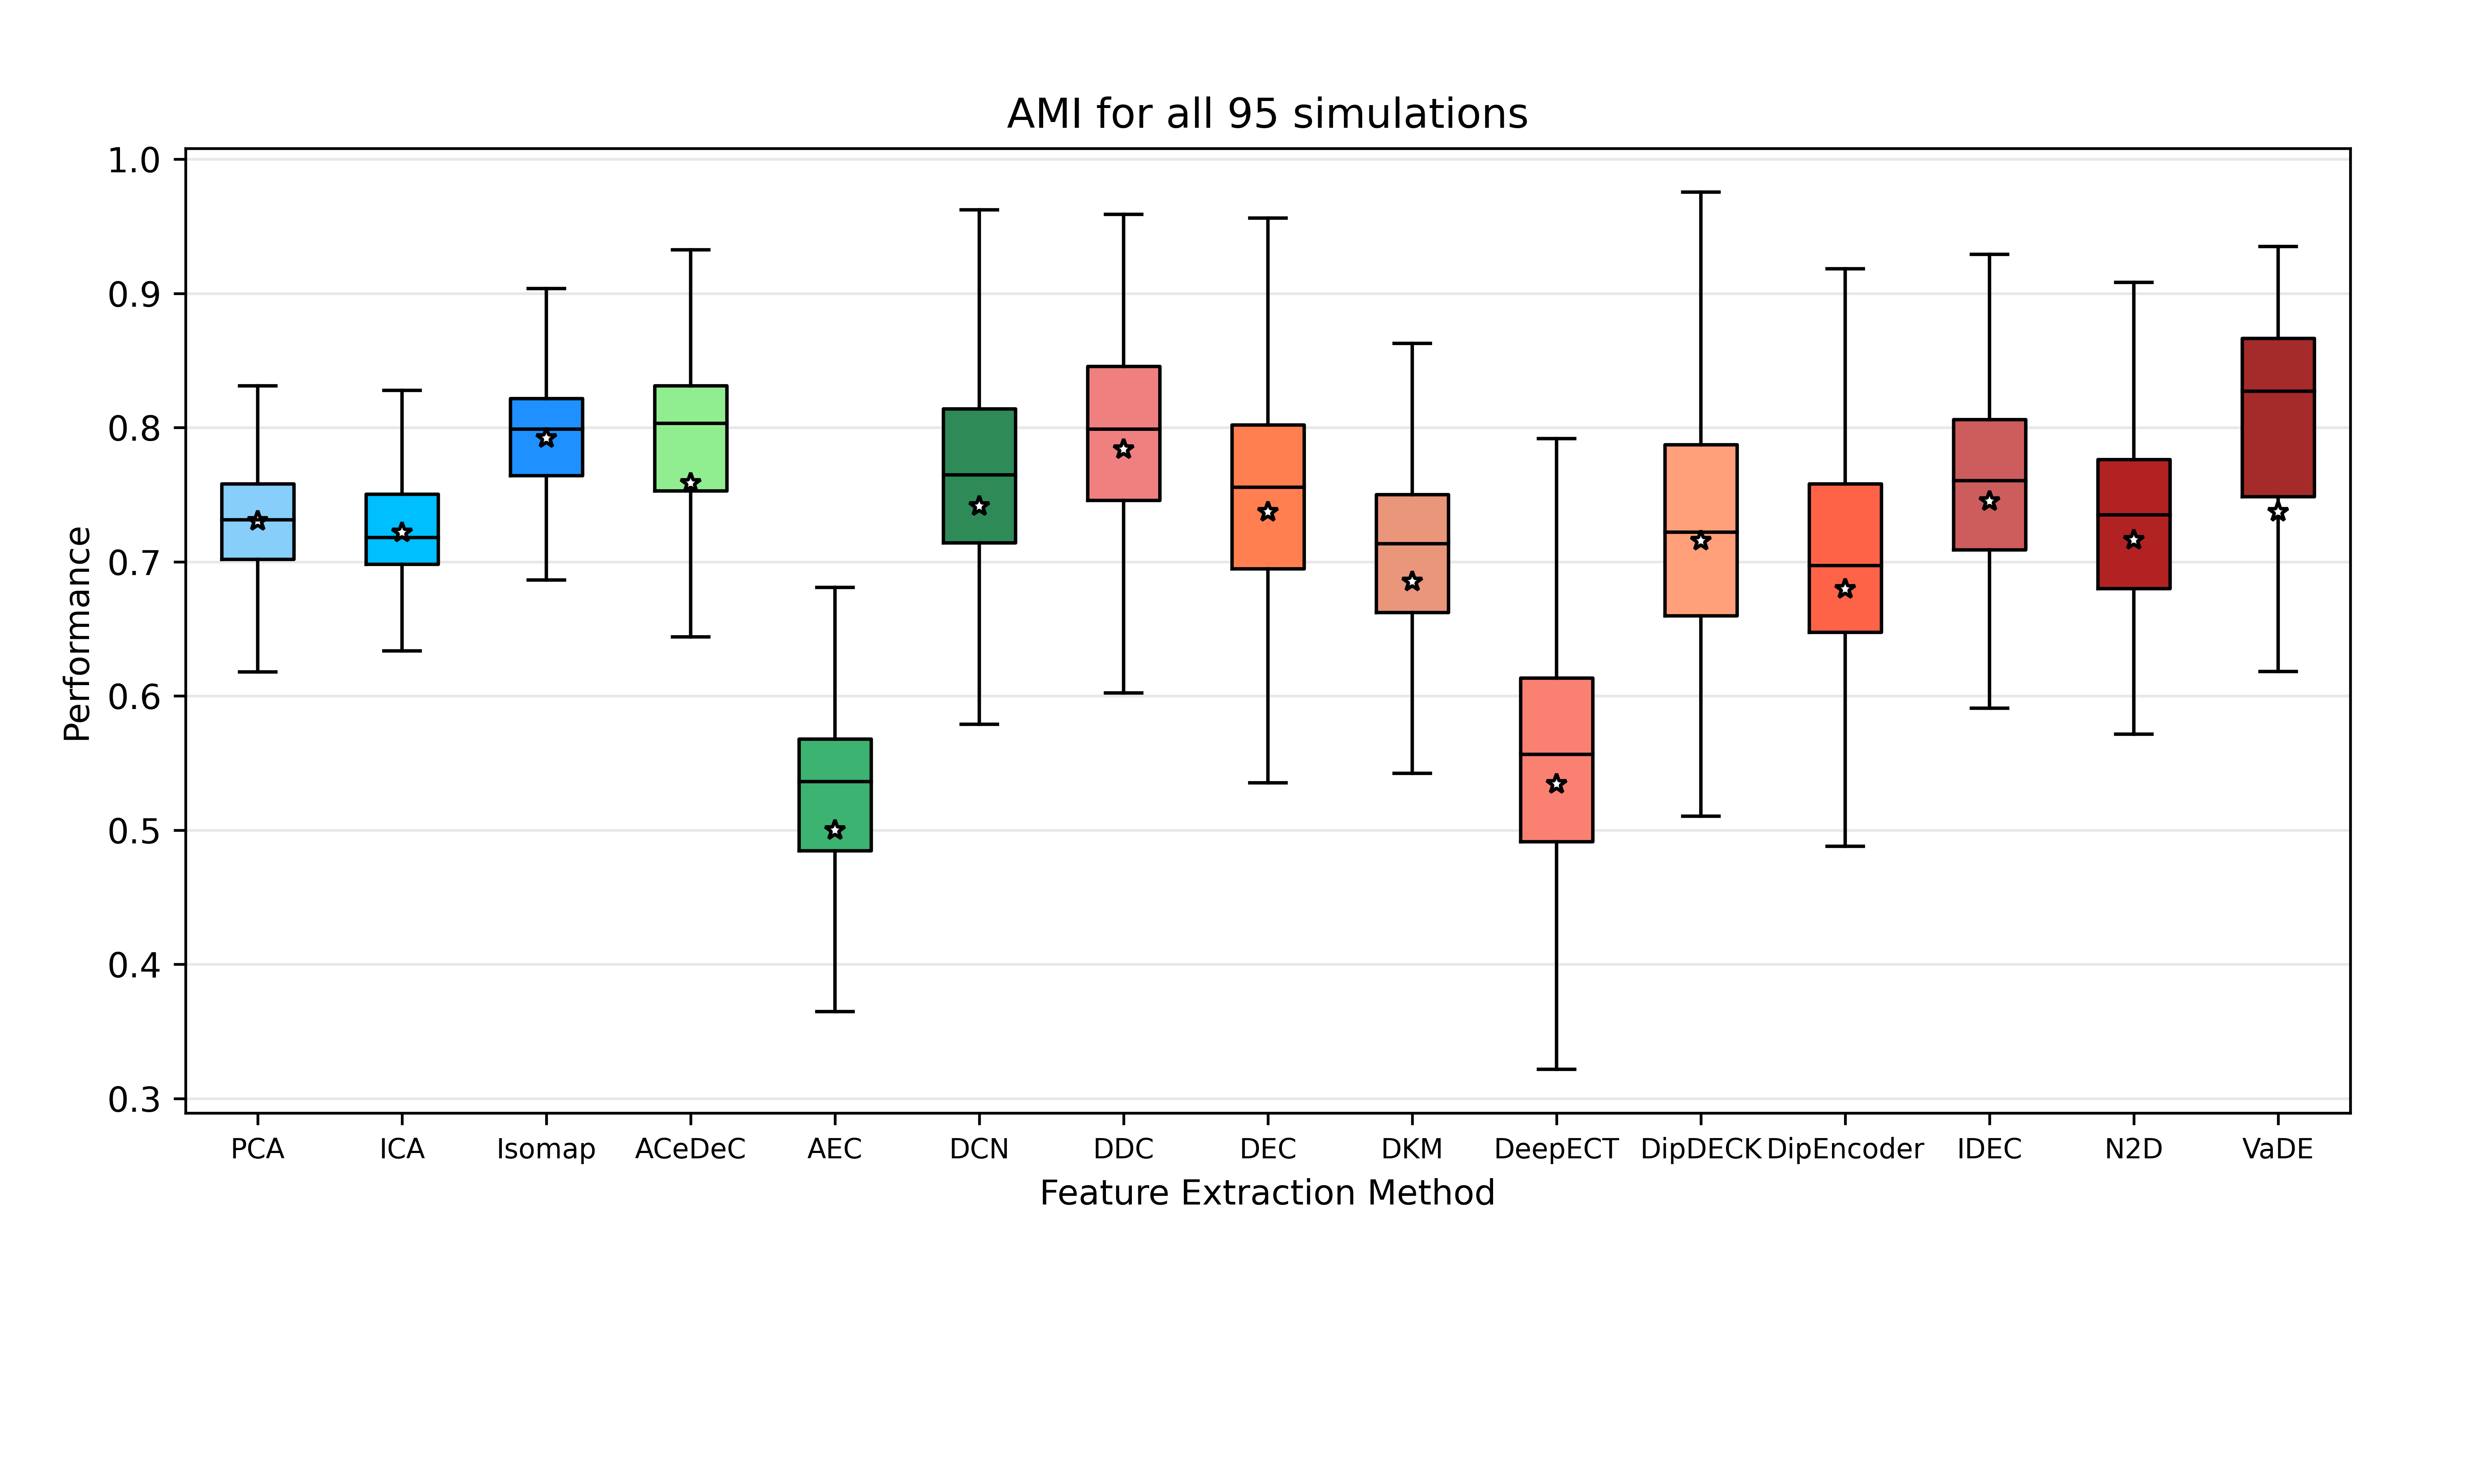 AMI for all 95 simulations
1.0
0.9
0.8
0.7
0.6
0.5
0.4
0.3
Performance
PCA ICA Isomap ACeDeC AEC DCN DDC DEC DKM DeepECT DipDECK DipEncoder IDEC N2D VaDE
Feature Extraction Method